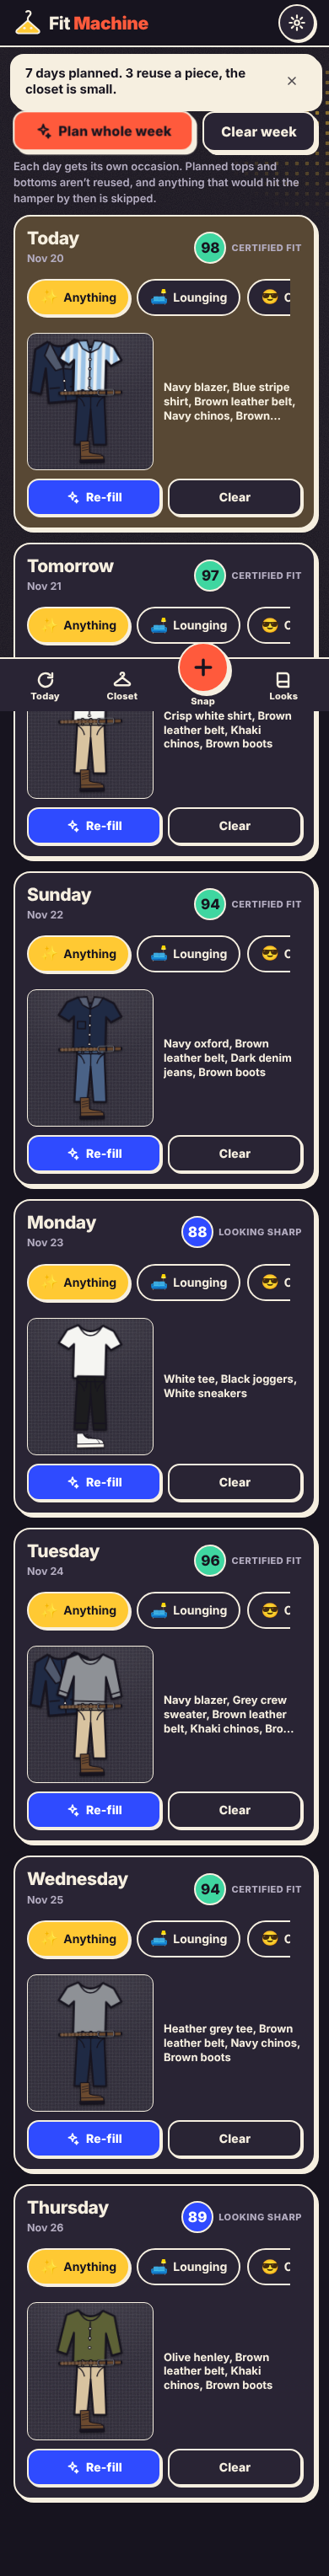 Fit Machine
7 days planned. 3 reuse a piece, the
closet is small.
Plan whole week
Clear week
Each day gets its own occasion. Planned tops and
bottoms aren't reused, and anything that would hit the
hamper by then is skipped.
Today
Nov 20
98 CERTIFIED FIT
Anything
Lounging
Navy blazer, Blue stripe
shirt, Brown leather belt,
Navy chinos, Brown...
Re-fill
Clear
Tomorrow
Nov 21
97 CERTIFIED FIT
Anything
Lounging
Today
Closet
Snap
Looks
Crisp white shirt, Brown
leather belt, Khaki
chinos, Brown boots
Re-fill
Clear
Sunday
Nov 22
94 CERTIFIED FIT
Anything
Lounging
Navy oxford, Brown
leather belt, Dark denim
jeans, Brown boots
Re-fill
Clear
Monday
Nov 23
88 LOOKING SHARP
Anything
Lounging
White tee, Black joggers,
White sneakers
Re-fill
Clear
Tuesday
Nov 24
96 CERTIFIED FIT
Anything
Lounging
Navy blazer, Grey crew
sweater, Brown leather
belt, Khaki chinos, Bro...
Re-fill
Clear
Wednesday
Nov 25
94 CERTIFIED FIT
Anything
Lounging
Heather grey tee, Brown
leather belt, Navy chinos,
Brown boots
Re-fill
Clear
Thursday
Nov 26
89 LOOKING SHARP
Anything
Lounging
Olive henley, Brown
leather belt, Khaki
chinos, Brown boots
Re-fill
Clear